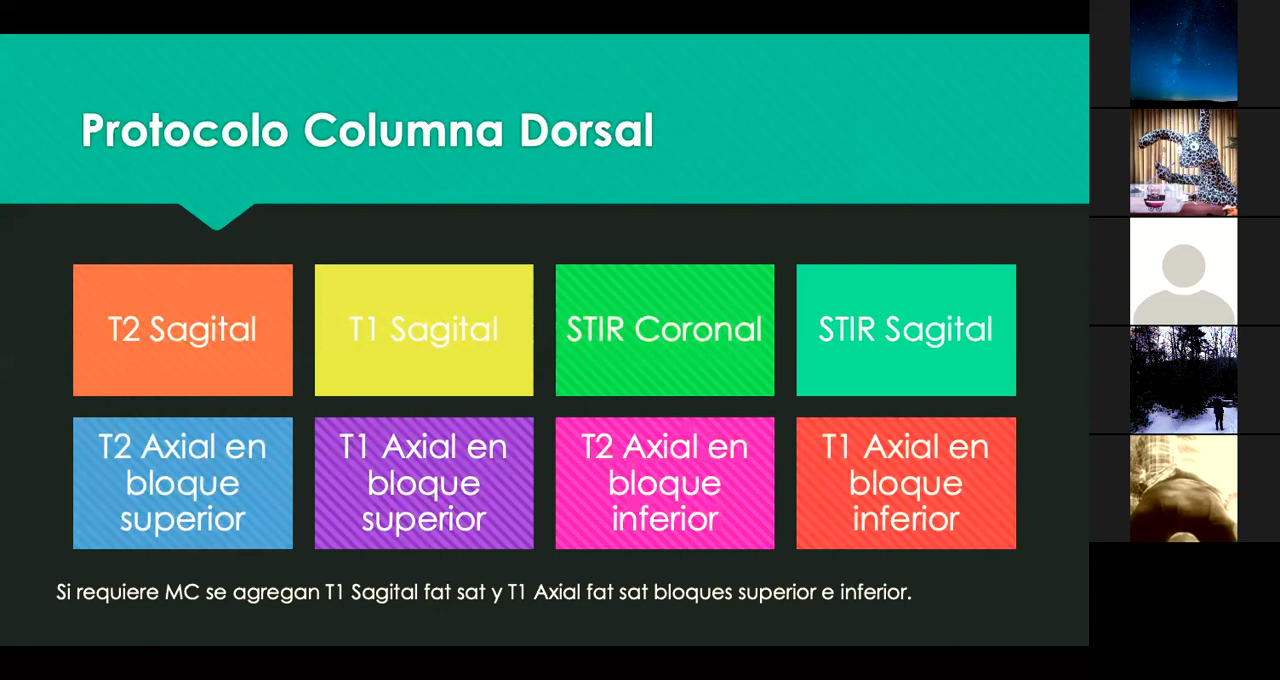 Protocolo Columna Dorsal
T2 Sagital
T1 Sagital
STIR Coronal
STIR Sagital
T2 Axial en
bloque
superior
T1 Axial en
bloque
superior
T2 Axial en
bloque
inferior
T1 Axial en
bloque
inferior
Si requiere MC se agregan T1 Sagital fat sat y T1 Axial fat sat bloques superior e inferior.